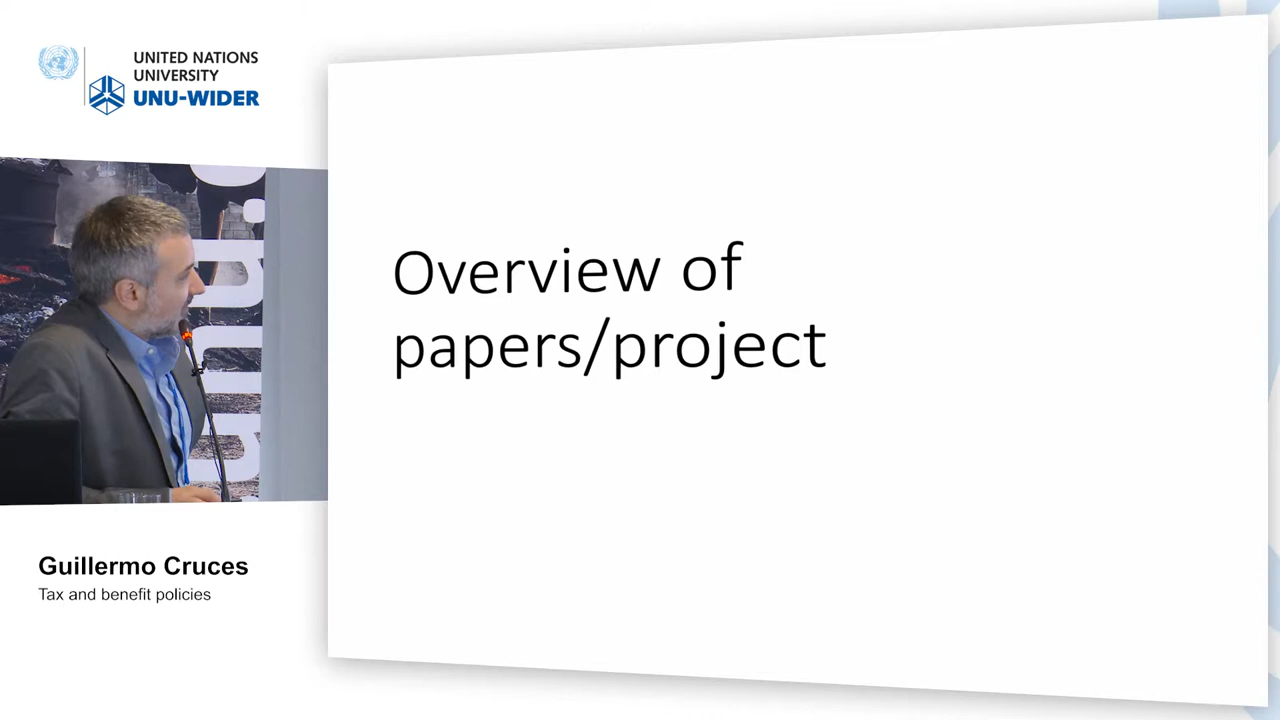 UNITED NATIONS
UNIVERSITY
UNU-WIDER
Overview of
papers/project
Guillermo Cruces
Tax and benefit policies